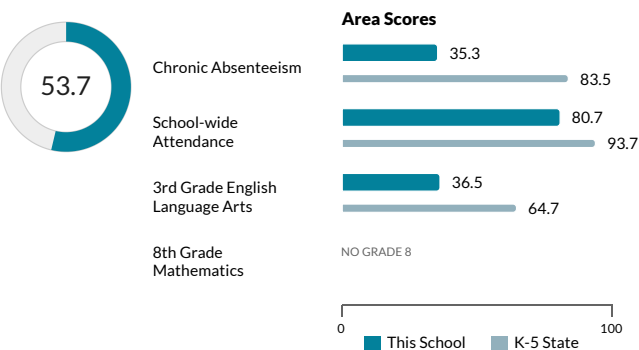 Area Scores
53.7
Chronic Absenteeism
35.3
83.5
School-wide
Attendance
80.7
93.7
3rd Grade English
Language Arts
36.5
64.7
8th Grade
Mathematics
NO GRADE 8
0 100
This School K-5 State